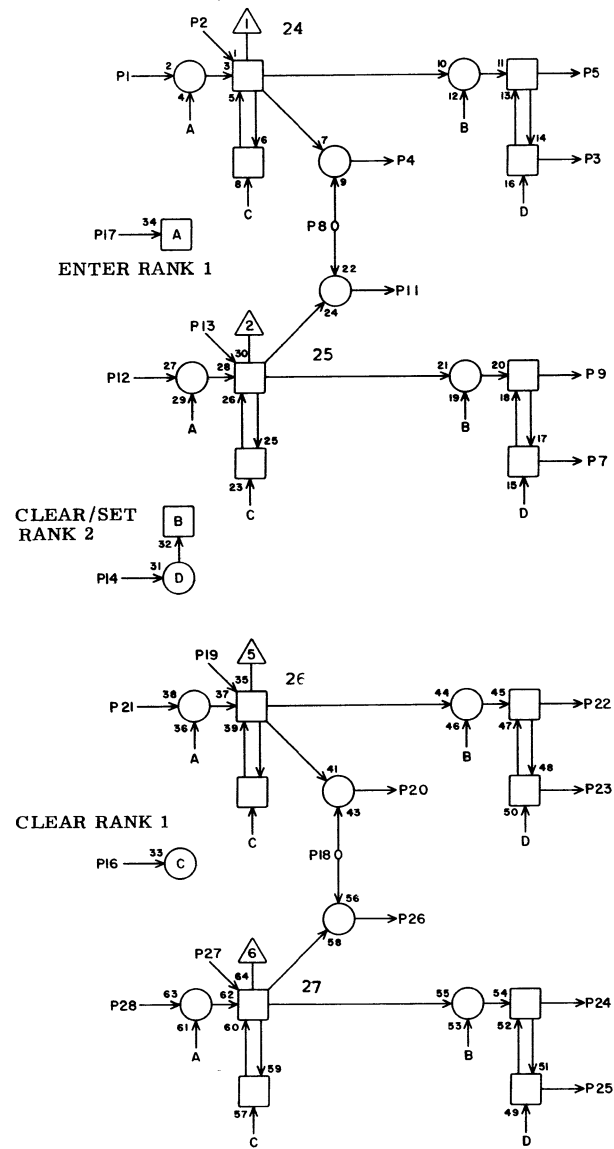 P2 1 24
1
P1 2 3 10 11 P5
4 5 12 13
A 6 7 B 14
8 9 P4 16 P3
C D
P8
34
P17 A
ENTER RANK 1
22
24 P11
2
P13 25
30
P12 27 28 21 20 P9
29 26 19 18
A 25 B 17
23 15 P7
C D
CLEAR/SET B
RANK 2 32
31
P14 D
5
P19 35 26
P21 38 37 44 45 P22
36 39 46 47
A 41 B 48
43 P20 50 P23
C D
CLEAR RANK 1
33
P16 C
P18
56
58 P26
6
P27 64 27
P28 63 62 55 54 P24
61 60 53 52
A 59 B 51
57 49 P25
C D